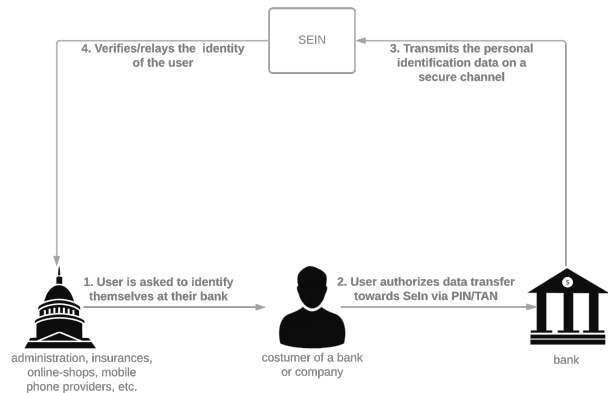 SEIN
4. Verifies/relays the identity
of the user
3. Transmits the personal
identification data on a
secure channel
1. User is asked to identify
themselves at their bank
2. User authorizes data transfer
towards SeIn via PIN/TAN
$
administration, insurances,
online-shops, mobile
phone providers, etc.
costumer of a bank
or company
bank